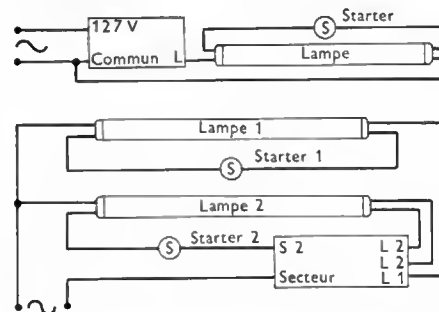 Starter
S
127 V
Commun L
Lampe
Lampe 1
S Starter 1
Lampe 2
S Starter 2
S 2 L 2
L 2
Secteur L 1